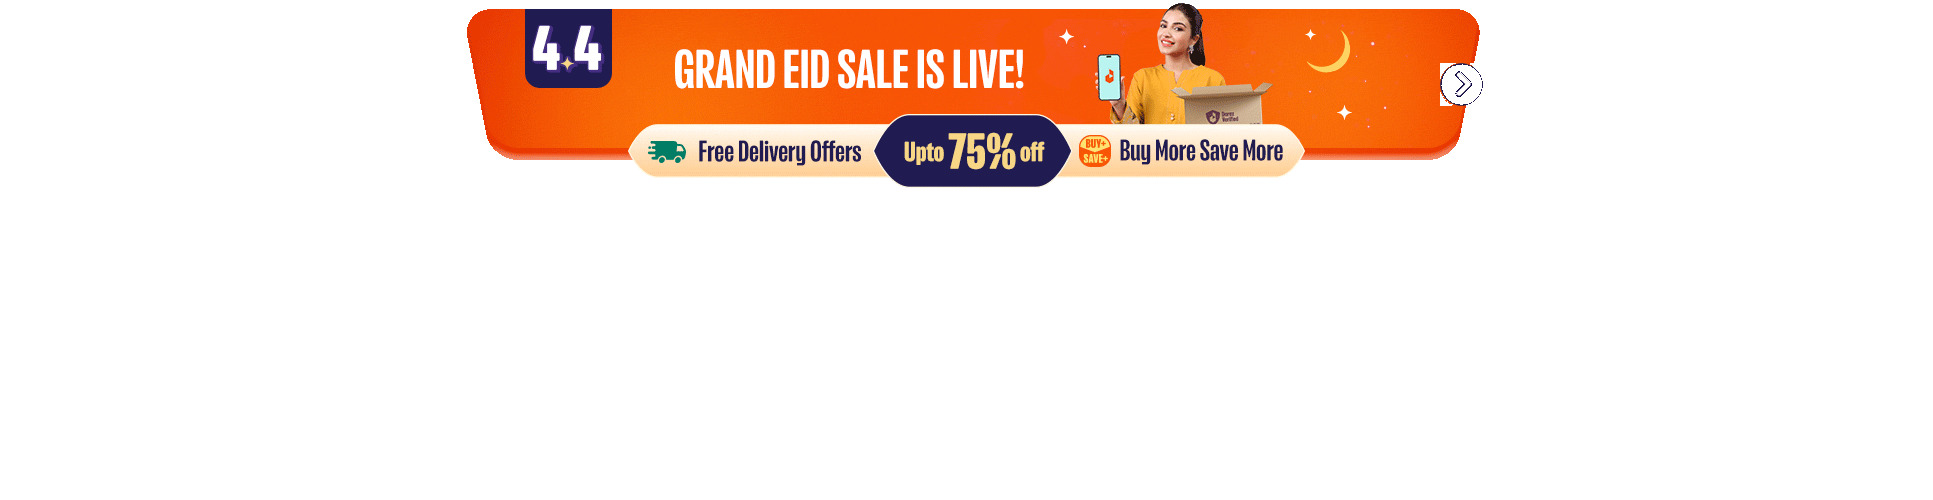 4.4
GRAND EID SALE IS LIVE!
Free Delivery Offers
Upto 75% off
BUY+
SAVE+
Buy More Save More
Verified